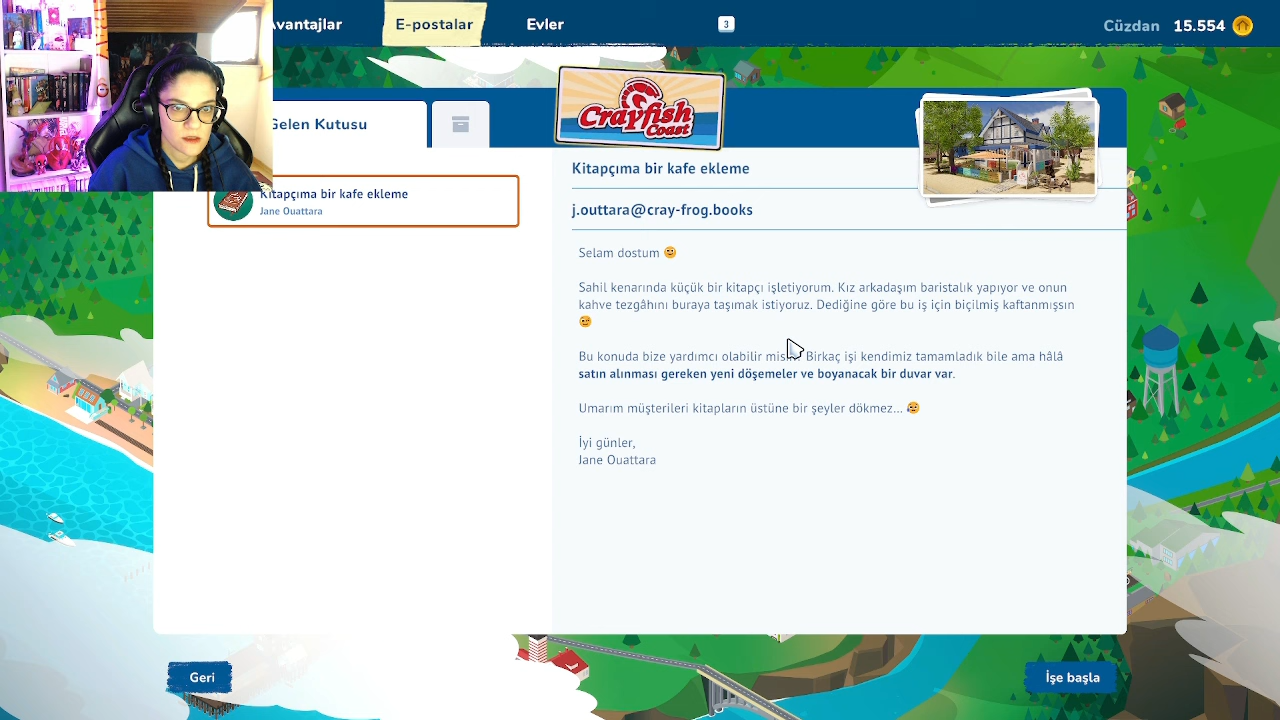 Avantajlar
E-postalar
Evler
3
Cüzdan 15.554
Gelen Kutusu
Crayfish
Coast
Kitapçıma bir kafe ekleme
Jane Ouattara
Kitapçıma bir kafe ekleme
j.outtara@cray-frog.books
Selam dostum
Sahil kenarında küçük bir kitapçı işletiyorum. Kız arkadaşım baristalık yapıyor ve onun
kahve tezgâhını buraya taşımak istiyoruz. Dediğine göre bu iş için biçilmiş kaftanmışsın
Bu konuda bize yardımcı olabilir Birkaç işi kendimiz tamamladık bile ama hâlâ
satın alınması gereken yeni döşemeler ve boyanacak bir duvar var.
Umarım müşterileri kitapların üstüne bir şeyler dökmez...
İyi günler,
Jane Ouattara
Geri
İşe başla